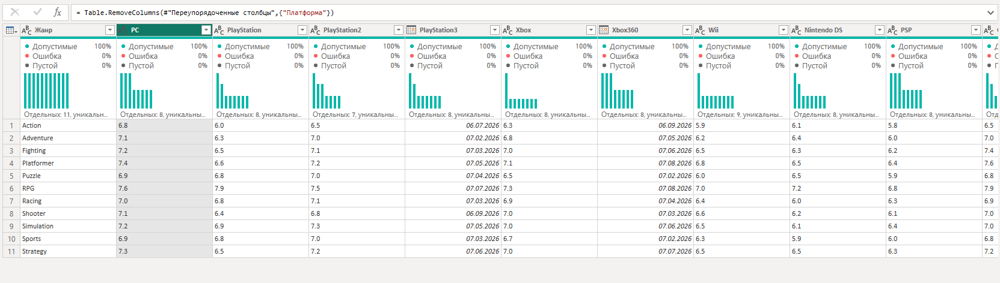 = Table.RemoveColumns(#"Переупорядоченные столбцы",{"Платформа"})
Жанр PC PlayStation PlayStation2 PlayStation3 Xbox Xbox360 Wii Nintendo DS PSP
Допустимые 100% Допустимые 100% Допустимые 100% Допустимые 100% Допустимые 100% Допустимые 100% Допустимые 100% Допустимые 100% Допустимые 100% Допустимые 100%
Ошибка 0% Ошибка 0% Ошибка 0% Ошибка 0% Ошибка 0% Ошибка 0% Ошибка 0% Ошибка 0% Ошибка 0% Ошибка 0%
Пустой 0% Пустой 0% Пустой 0% Пустой 0% Пустой 0% Пустой 0% Пустой 0% Пустой 0% Пустой 0% Пустой 0%
Отдельных: 11, уникальн... Отдельных: 8, уникальны... Отдельных: 8, уникальны... Отдельных: 7, уникальны... Отдельных: 8, уникальны... Отдельных: 8, уникальны... Отдельных: 8, уникальны... Отдельных: 9, уникальны... Отдельных: 8, уникальны... Отдельных: 8, уникальны...
1 Action 6.8 6.0 6.5 06.07.2026 6.3 06.09.2026 5.9 6.1 5.8 6.5
2 Adventure 7.1 6.3 7.0 07.02.2026 6.8 07.05.2026 6.2 6.4 6.0 7.0
3 Fighting 7.2 6.5 7.1 07.03.2026 7.0 07.06.2026 6.5 6.3 6.2 7.4
4 Platformer 7.4 6.6 7.2 07.05.2026 7.1 07.08.2026 6.8 6.5 6.4 7.6
5 Puzzle 6.9 6.8 7.0 07.04.2026 6.5 07.02.2026 6.0 6.5 5.9 6.8
6 RPG 7.6 7.9 7.5 07.07.2026 7.3 07.08.2026 7.0 7.2 6.8 7.9
7 Racing 7.0 6.8 7.1 07.03.2026 6.9 07.04.2026 6.4 6.0 6.3 6.9
8 Shooter 7.1 6.4 6.8 06.09.2026 7.0 07.03.2026 6.6 6.2 6.1 7.0
9 Simulation 7.2 6.9 7.3 07.05.2026 7.0 07.06.2026 6.5 6.1 6.4 7.0
10 Sports 6.9 6.8 7.0 07.03.2026 6.7 07.02.2026 6.3 5.9 6.0 6.8
11 Strategy 7.3 6.5 7.2 07.06.2026 7.0 07.07.2026 6.5 6.5 6.3 7.2